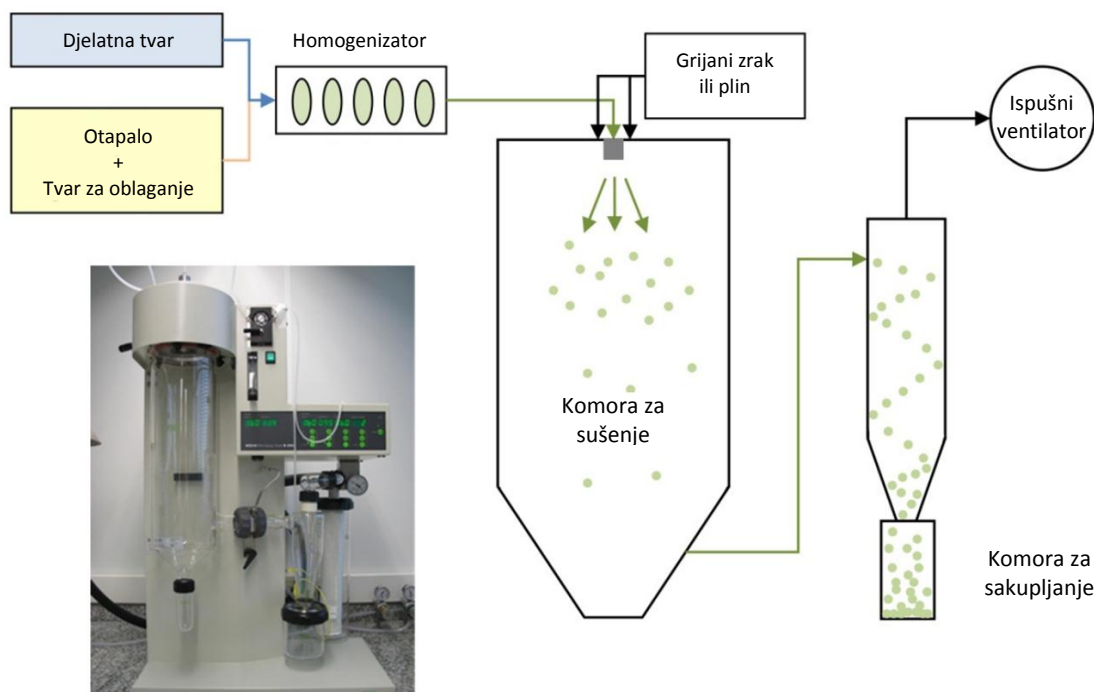 Djelatna tvar
Otapalo
+
Tvar za oblaganje
Homogenizator
Grijani zrak
ili plin
Ispušni
ventilator
Komora za
sušenje
Komora za
sakupljanje